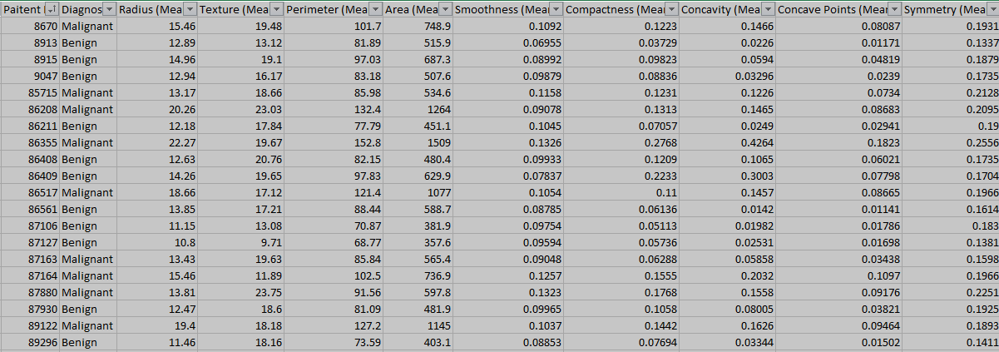 Paitent Diagnos Radius (Mea Texture (Mea Perimeter (Mea Area (Mea Smoothness (Mea Compactness (Mea Concavity (Mea Concave Points (Mea Symmetry (Mea
8670 Malignant 15.46 19.48 101.7 748.9 0.1092 0.1223 0.1466 0.08087 0.1931
8913 Benign 12.89 13.12 81.89 515.9 0.06955 0.03729 0.0226 0.01171 0.1337
8915 Benign 14.96 19.1 97.03 687.3 0.08992 0.09823 0.0594 0.04819 0.1879
9047 Benign 12.94 16.17 83.18 507.6 0.09879 0.08836 0.03296 0.0239 0.1735
85715 Malignant 13.17 18.66 85.98 534.6 0.1158 0.1231 0.1226 0.0734 0.2128
86208 Malignant 20.26 23.03 132.4 1264 0.09078 0.1313 0.1465 0.08683 0.2095
86211 Benign 12.18 17.84 77.79 451.1 0.1045 0.07057 0.0249 0.02941 0.19
86355 Malignant 22.27 19.67 152.8 1509 0.1326 0.2768 0.4264 0.1823 0.2556
86408 Benign 12.63 20.76 82.15 480.4 0.09933 0.1209 0.1065 0.06021 0.1735
86409 Benign 14.26 19.65 97.83 629.9 0.07837 0.2233 0.3003 0.07798 0.1704
86517 Malignant 18.66 17.12 121.4 1077 0.1054 0.11 0.1457 0.08665 0.1966
86561 Benign 13.85 17.21 88.44 588.7 0.08785 0.06136 0.0142 0.01141 0.1614
87106 Benign 11.15 13.08 70.87 381.9 0.09754 0.05113 0.01982 0.01786 0.183
87127 Benign 10.8 9.71 68.77 357.6 0.09594 0.05736 0.02531 0.01698 0.1381
87163 Malignant 13.43 19.63 85.84 565.4 0.09048 0.06288 0.05858 0.03438 0.1598
87164 Malignant 15.46 11.89 102.5 736.9 0.1257 0.1555 0.2032 0.1097 0.1966
87880 Malignant 13.81 23.75 91.56 597.8 0.1323 0.1768 0.1558 0.09176 0.2251
87930 Benign 12.47 18.6 81.09 481.9 0.09965 0.1058 0.08005 0.03821 0.1925
89122 Malignant 19.4 18.18 127.2 1145 0.1037 0.1442 0.1626 0.09464 0.1893
89296 Benign 11.46 18.16 73.59 403.1 0.08853 0.07694 0.03344 0.01502 0.1411